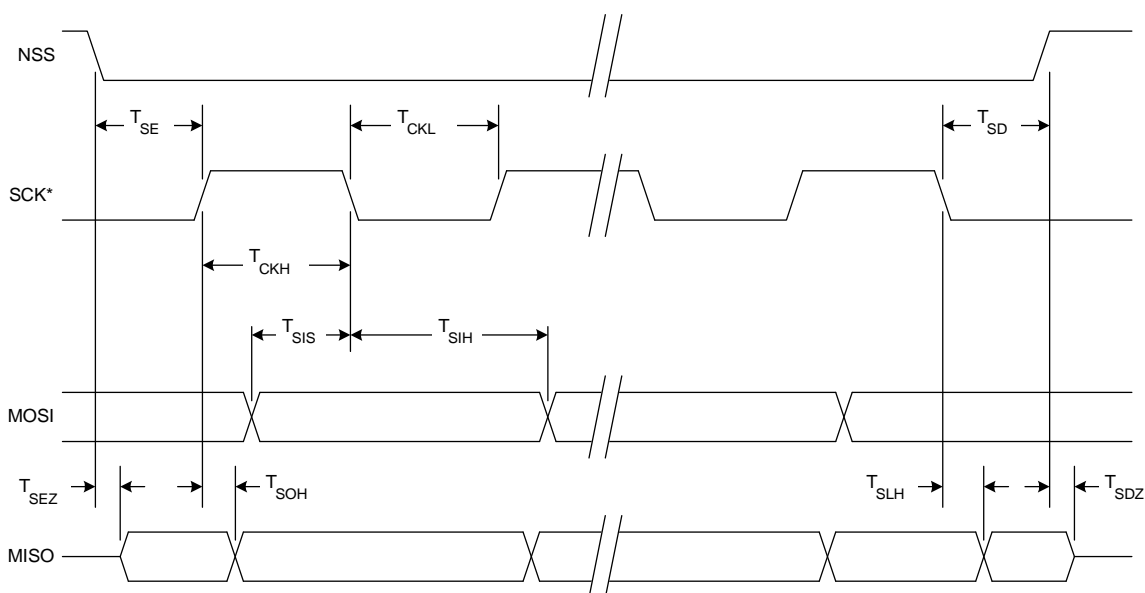 NSS
T_SE
T_CKL
T_SD
SCK*
T_CKH
T_SIS
T_SIH
MOSI
T_SEZ
T_SOH
T_SLH
T_SDZ
MISO